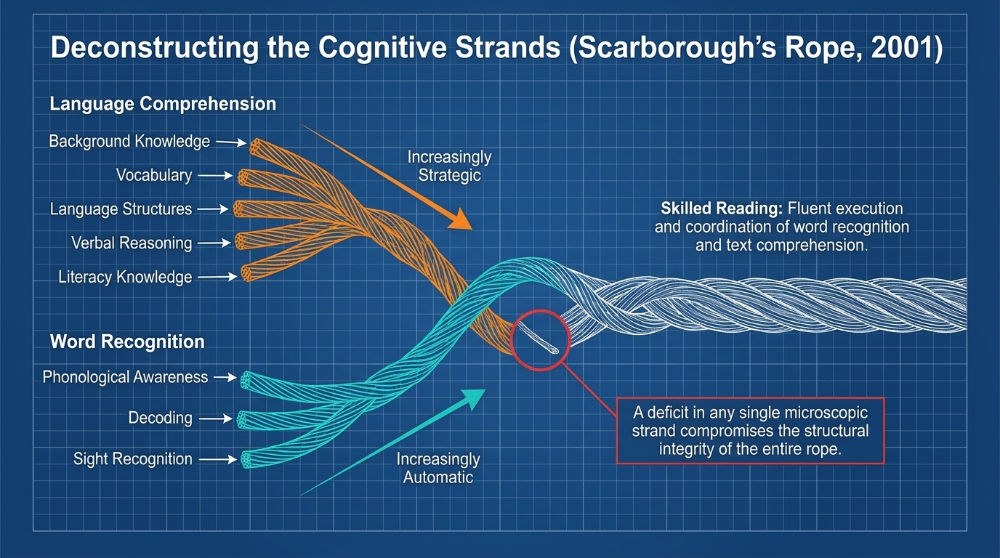 Deconstructing the Cognitive Strands (Scarborough's Rope, 2001)
Language Comprehension
Background Knowledge
Vocabulary
Language Structures
Verbal Reasoning
Literacy Knowledge
Increasingly
Strategic
Skilled Reading: Fluent execution
and coordination of word recognition
and text comprehension.
Word Recognition
Phonological Awareness
Decoding
Sight Recognition
Increasingly
Automatic
A deficit in any single microscopic
strand compromises the structural
integrity of the entire rope.